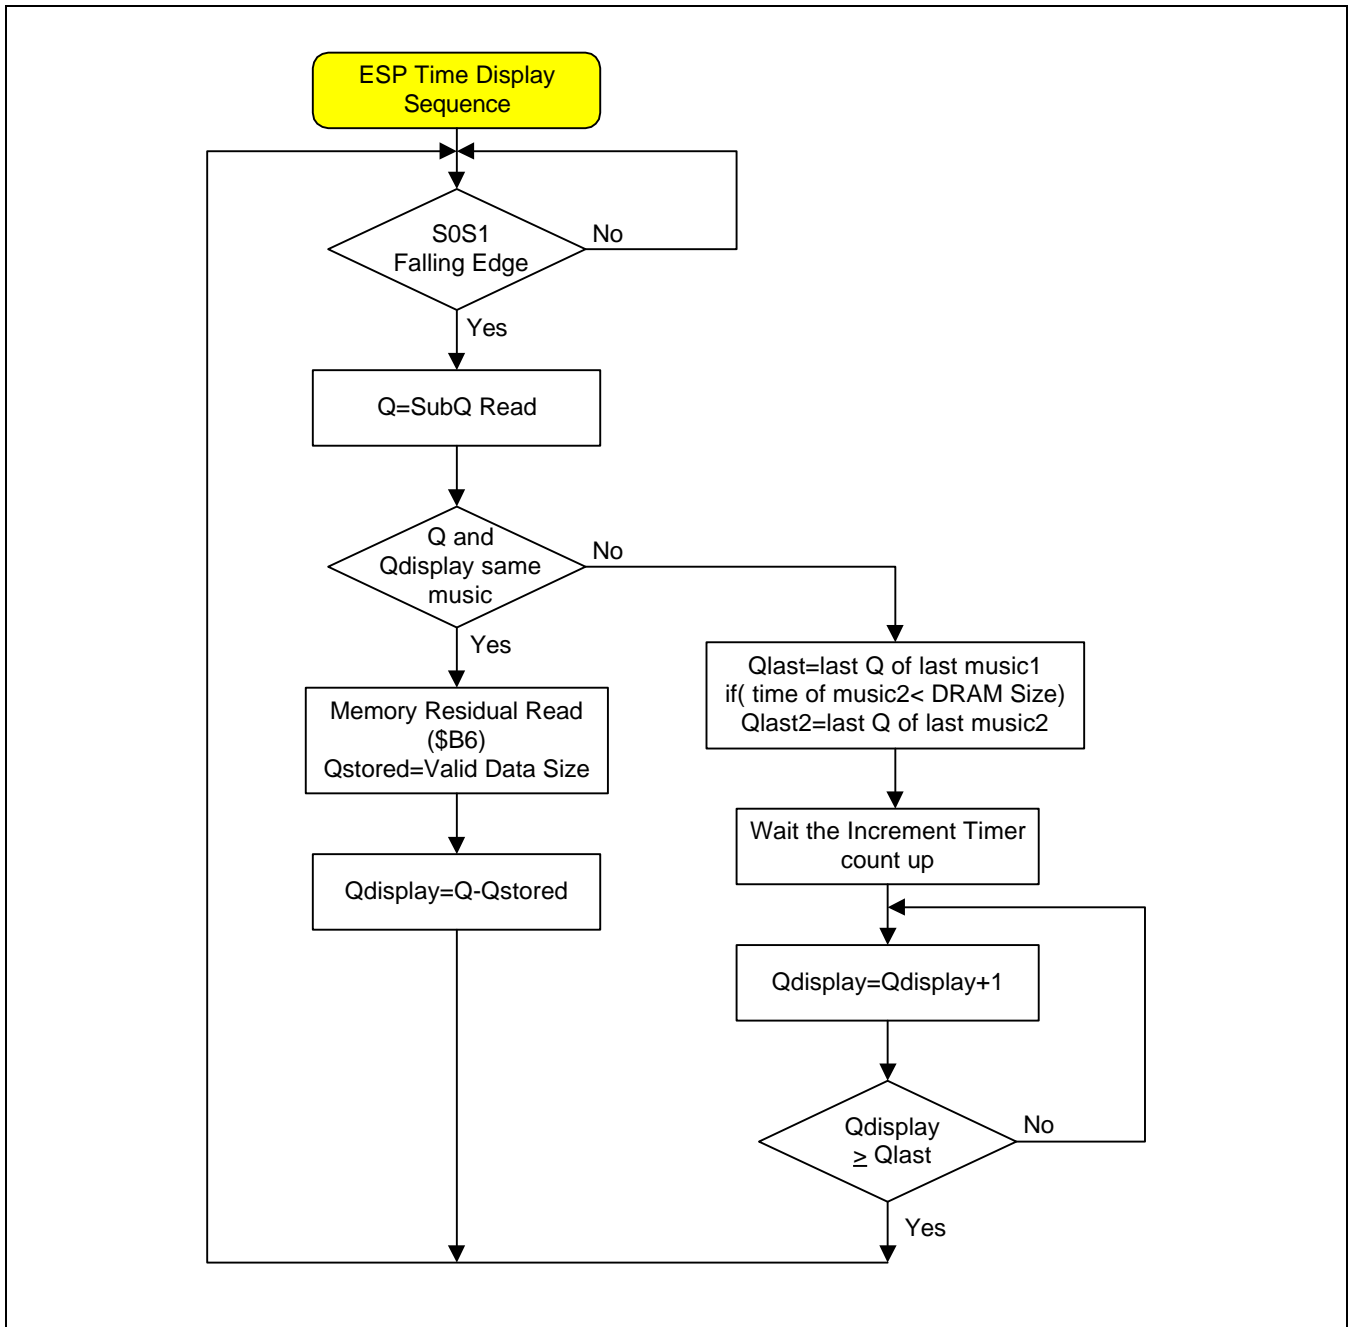 ESP Time Display
Sequence
S0S1
Falling Edge
No
Yes
Q=SubQ Read
Q and
Qdisplay same
music
No
Yes
Memory Residual Read
($B6)
Qstored=Valid Data Size
Qdisplay=Q-Qstored
Qlast=last Q of last music1
if( time of music2< DRAM Size)
Qlast2=last Q of last music2
Wait the Increment Timer
count up
Qdisplay=Qdisplay+1
Qdisplay
≥ Qlast
No
Yes